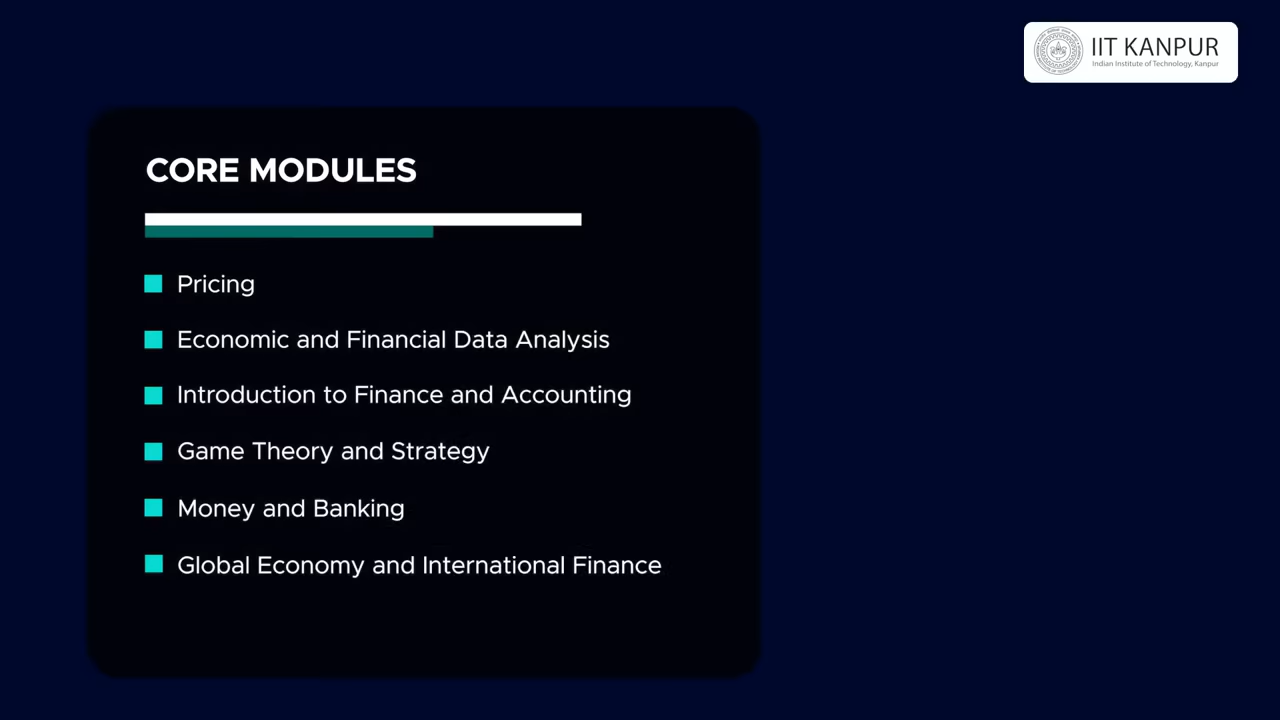 IIT KANPUR
Indian Institute of Technology, Kanpur
CORE MODULES
Pricing
Economic and Financial Data Analysis
Introduction to Finance and Accounting
Game Theory and Strategy
Money and Banking
Global Economy and International Finance